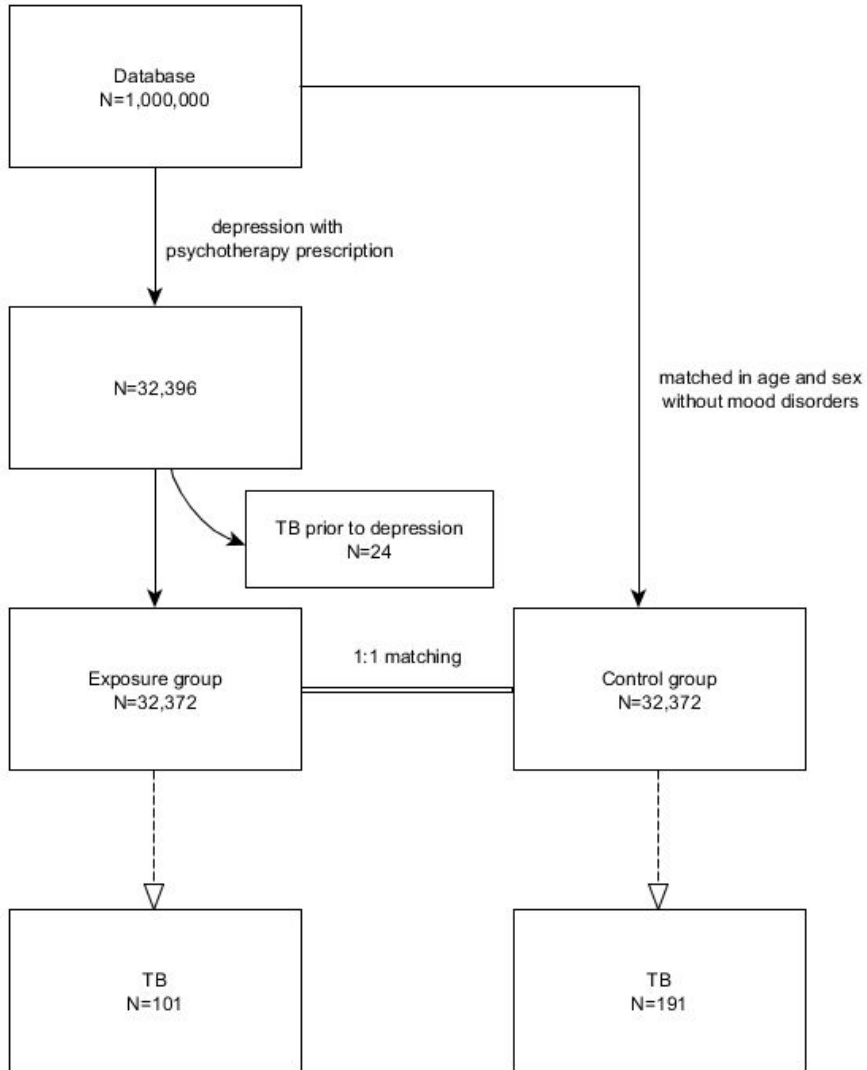 Database
N=1,000,000
depression with
psychotherapy prescription
N=32,396
matched in age and sex
without mood disorders
TB prior to depression
N=24
1:1 matching
Exposure group
N=32,372
Control group
N=32,372
TB
N=101
TB
N=191